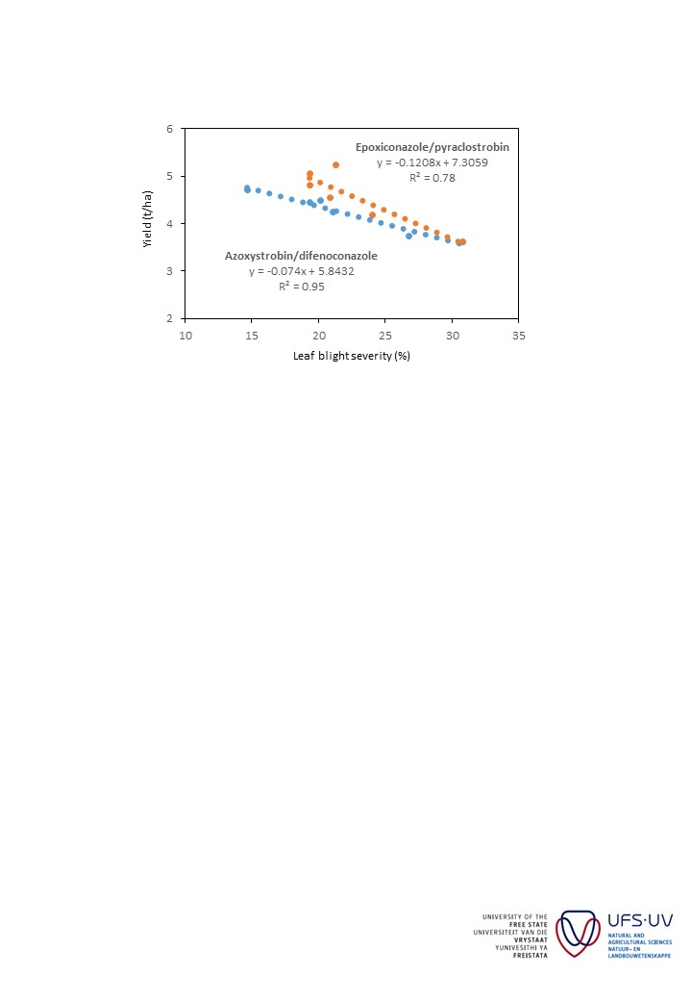 6
5
4
3
2
Yield (t/ha)
Epoxiconazole/pyraclostrobin
y = -0.1208x + 7.3059
R² = 0.78
Azoxystrobin/difenoconazole
y = -0.074x + 5.8432
R² = 0.95
10 15 20 25 30 35
Leaf blight severity (%)
UNIVERSITY OF THE
FREE STATE
UNIVERSITEIT VAN DIE
VRYSTAAT
YUNIVESITHI YA
FREISTATA
UFS·UV
NATURAL AND
AGRICULTURAL SCIENCES
NATUUR- EN
LANDBOUWETENSKAPPE